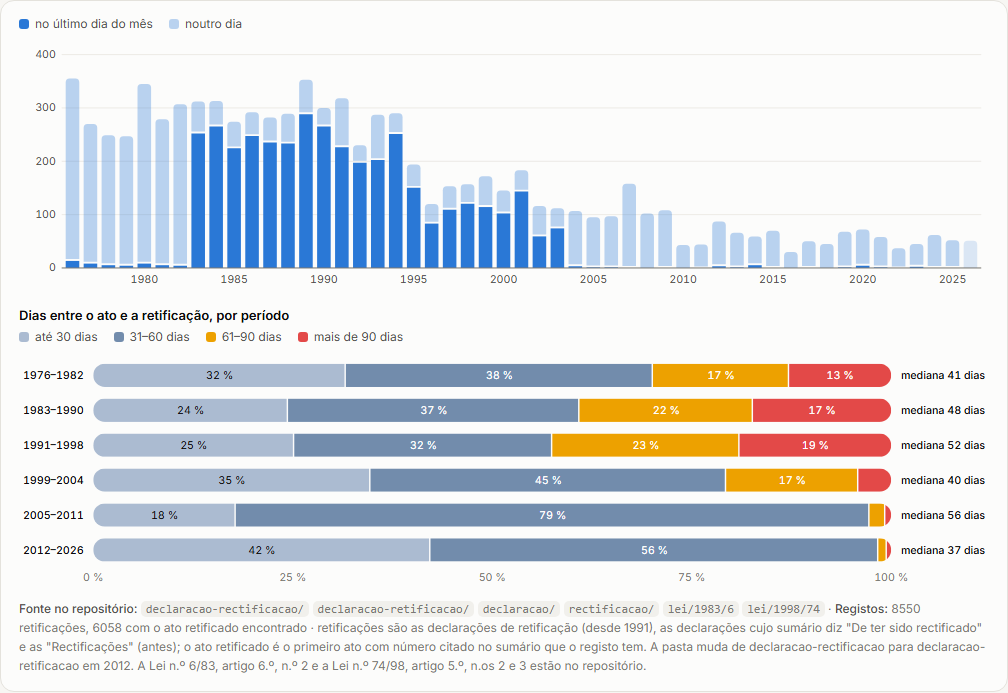 no último dia do mês noutro dia
400
300
200
100
0
1980 1985 1990 1995 2000 2005 2010 2015 2020 2025
Dias entre o ato e a retificação, por período
até 30 dias 31–60 dias 61–90 dias mais de 90 dias
1976–1982 32 % 38 % 17 % 13 % mediana 41 dias
1983–1990 24 % 37 % 22 % 17 % mediana 48 dias
1991–1998 25 % 32 % 23 % 19 % mediana 52 dias
1999–2004 35 % 45 % 17 % mediana 40 dias
2005–2011 18 % 79 % mediana 56 dias
2012–2026 42 % 56 % mediana 37 dias
0 % 25 % 50 % 75 % 100 %
Fonte no repositório: declaracao-rectificacao/ declaracao-retificacao/ declaracao/ rectificacao/ lei/1983/6 lei/1998/74 · Registos: 8550
retificações, 6058 com o ato retificado encontrado · retificações são as declarações de retificação (desde 1991), as declarações cujo sumário diz "De ter sido rectificado"
e as "Rectificações" (antes); o ato retificado é o primeiro ato com número citado no sumário que o registo tem. A pasta muda de declaracao-rectificacao para declaracao-
retificacao em 2012. A Lei n.º 6/83, artigo 6.º, n.º 2 e a Lei n.º 74/98, artigo 5.º, n.os 2 e 3 estão no repositório.